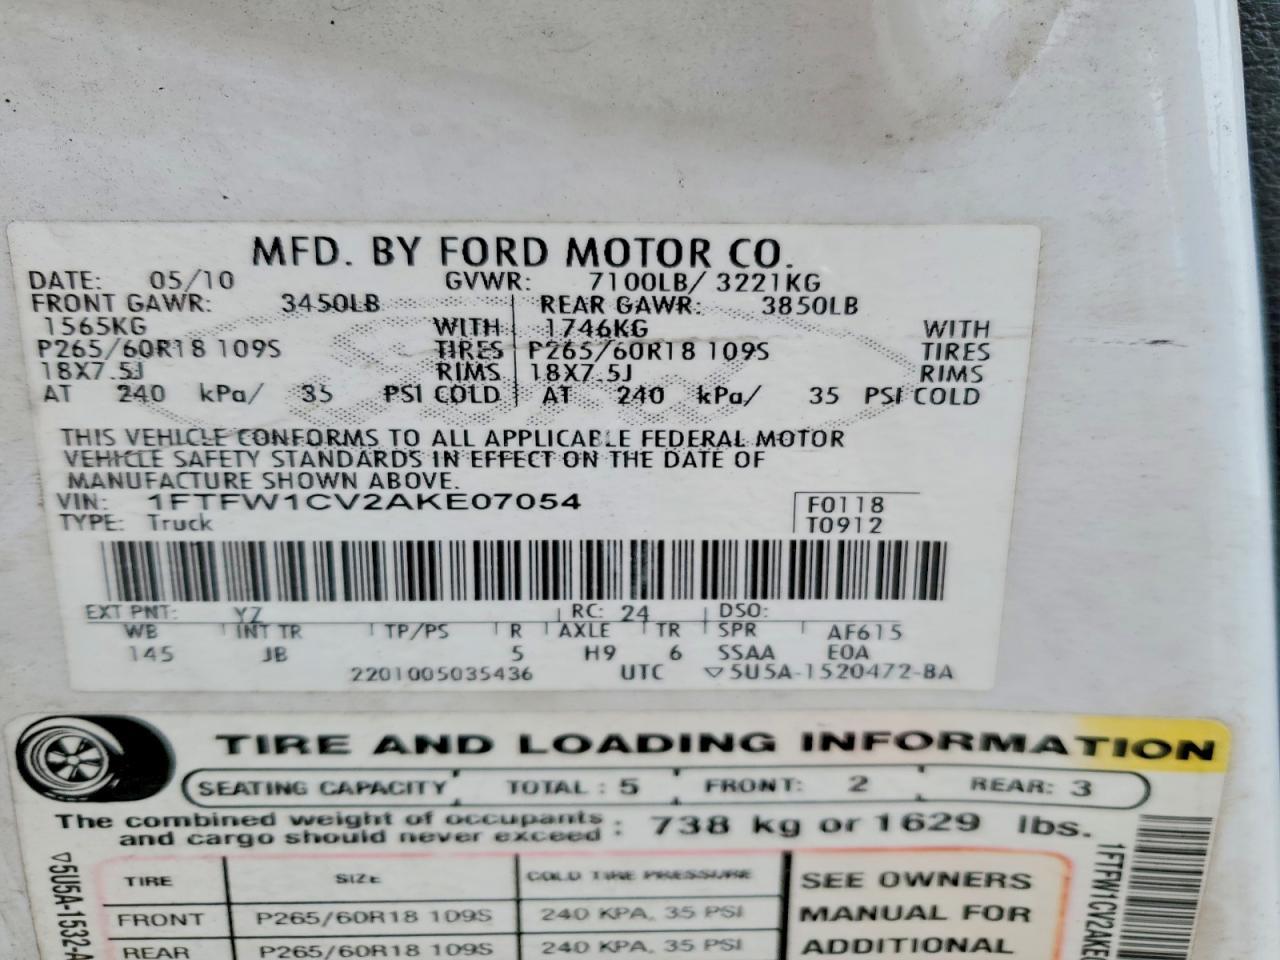 MFD. BY FORD MOTOR CO.
DATE: 05/10 GVWR: 7100LB/ 3221KG
FRONT GAWR: 3450LB REAR GAWR: 3850LB
1565KG WITH 1746KG WITH
P265/60R18 109S TIRES P265/60R18 109S TIRES
18X7.5J RIMS 18X7.5J RIMS
AT 240 kPa/ 35 PSI COLD AT 240 kPa/ 35 PSI COLD
THIS VEHICLE CONFORMS TO ALL APPLICABLE FEDERAL MOTOR
VEHICLE SAFETY STANDARDS IN EFFECT ON THE DATE OF
MANUFACTURE SHOWN ABOVE.
VIN: 1FTFW1CV2AKE07054 F0118
TYPE: Truck T0912
EXT PNT: YZ RC: 24 DSO:
WB INT TR TP/PS R AXLE TR SPR AF615
145 JB 5 H9 6 SSAA E0A
2201005035436 UTC ▽5U5A-1520472-BA
TIRE AND LOADING INFORMATION
SEATING CAPACITY TOTAL : 5 FRONT: 2 REAR: 3
The combined weight of occupants
and cargo should never exceed : 738 kg or 1629 lbs.
TIRE SIZE COLD TIRE PRESSURE SEE OWNERS
FRONT P265/60R18 109S 240 KPA, 35 PSI MANUAL FOR
REAR P265/60R18 109S 240 KPA, 35 PSI ADDITIONAL
▽5U5A-1532-A
1FTFW1CV2AKE